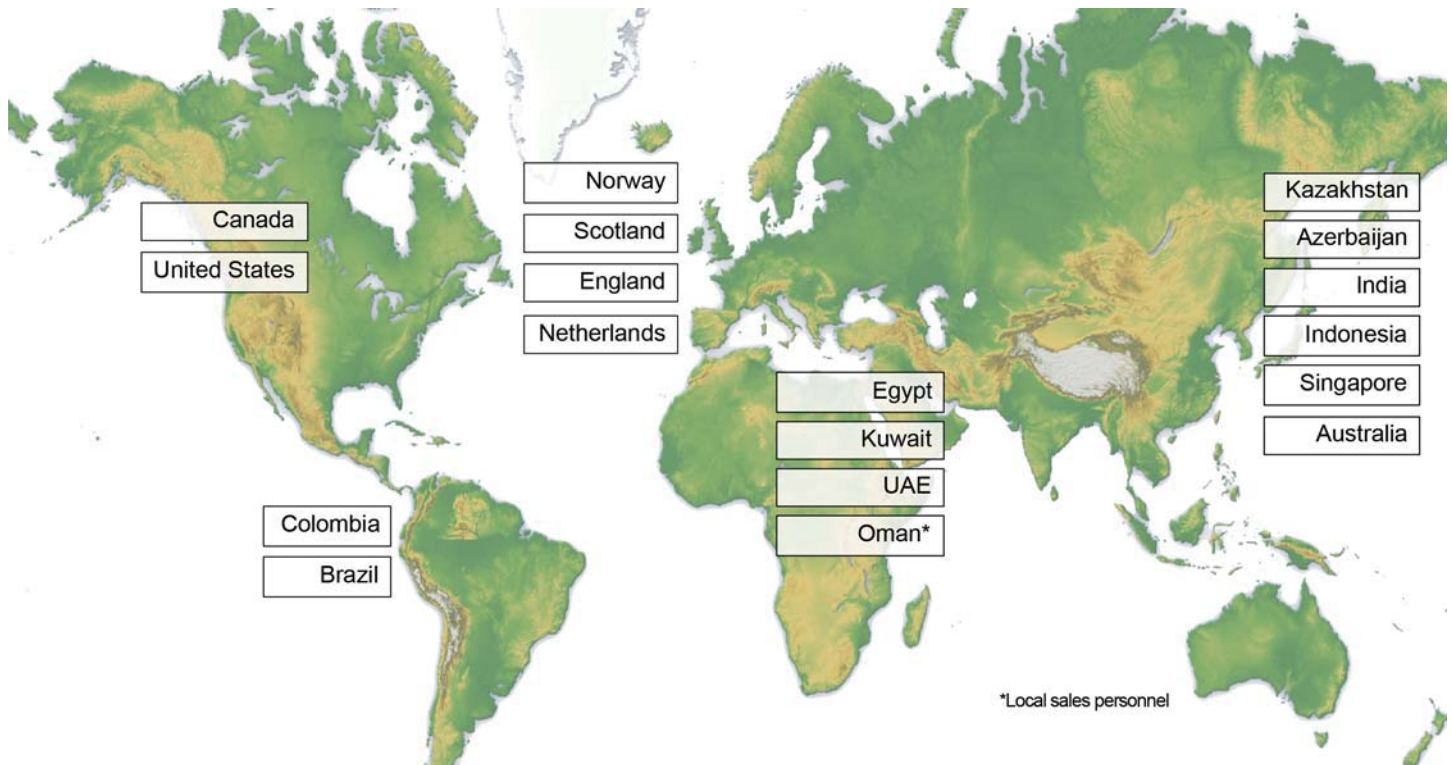 Canada
United States
Norway
Scotland
England
Netherlands
Kazakhstan
Azerbaijan
India
Indonesia
Singapore
Australia
Egypt
Kuwait
UAE
Oman*
Colombia
Brazil
*Local sales personnel